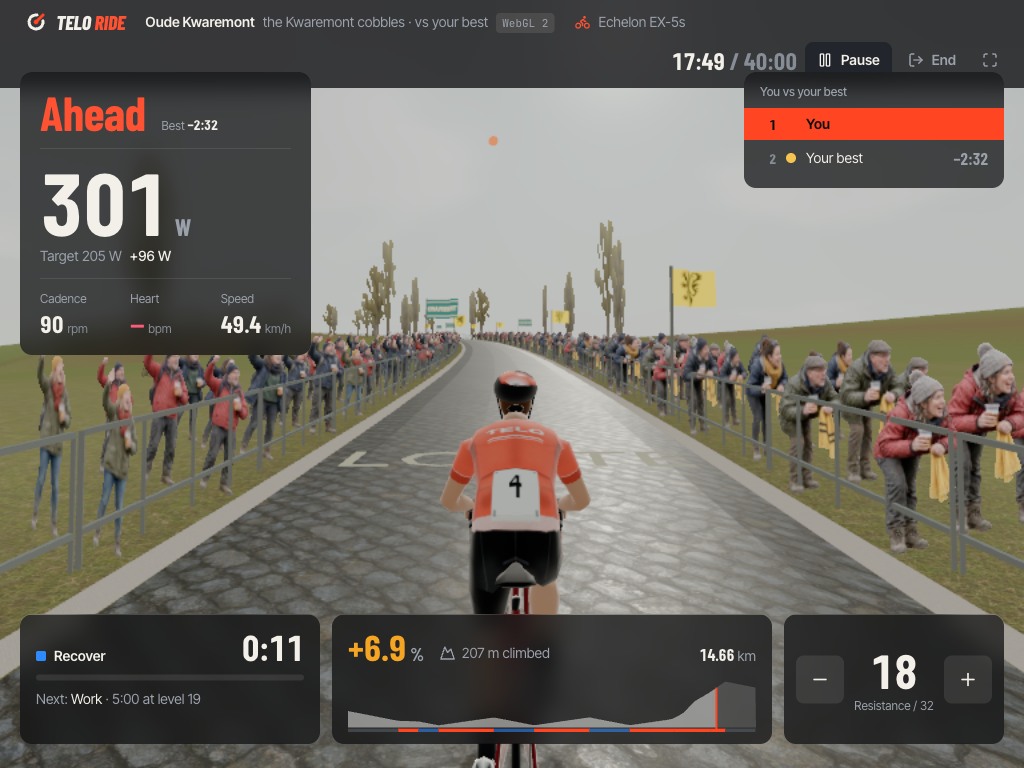 TELO RIDE Oude Kwaremont the Kwaremont cobbles · vs your best WebGL 2 Echelon EX-5s
17:49 / 40:00 Pause End
Ahead Best −2:32
301 W
Target 205 W +96 W
Cadence Heart Speed
90 rpm – bpm 49.4 km/h
You vs your best
1 You
2 Your best −2:32
TELO
4
Recover 0:11
Next: Work · 5:00 at level 19
+6.9 % 207 m climbed 14.66 km
− 18 +
Resistance / 32